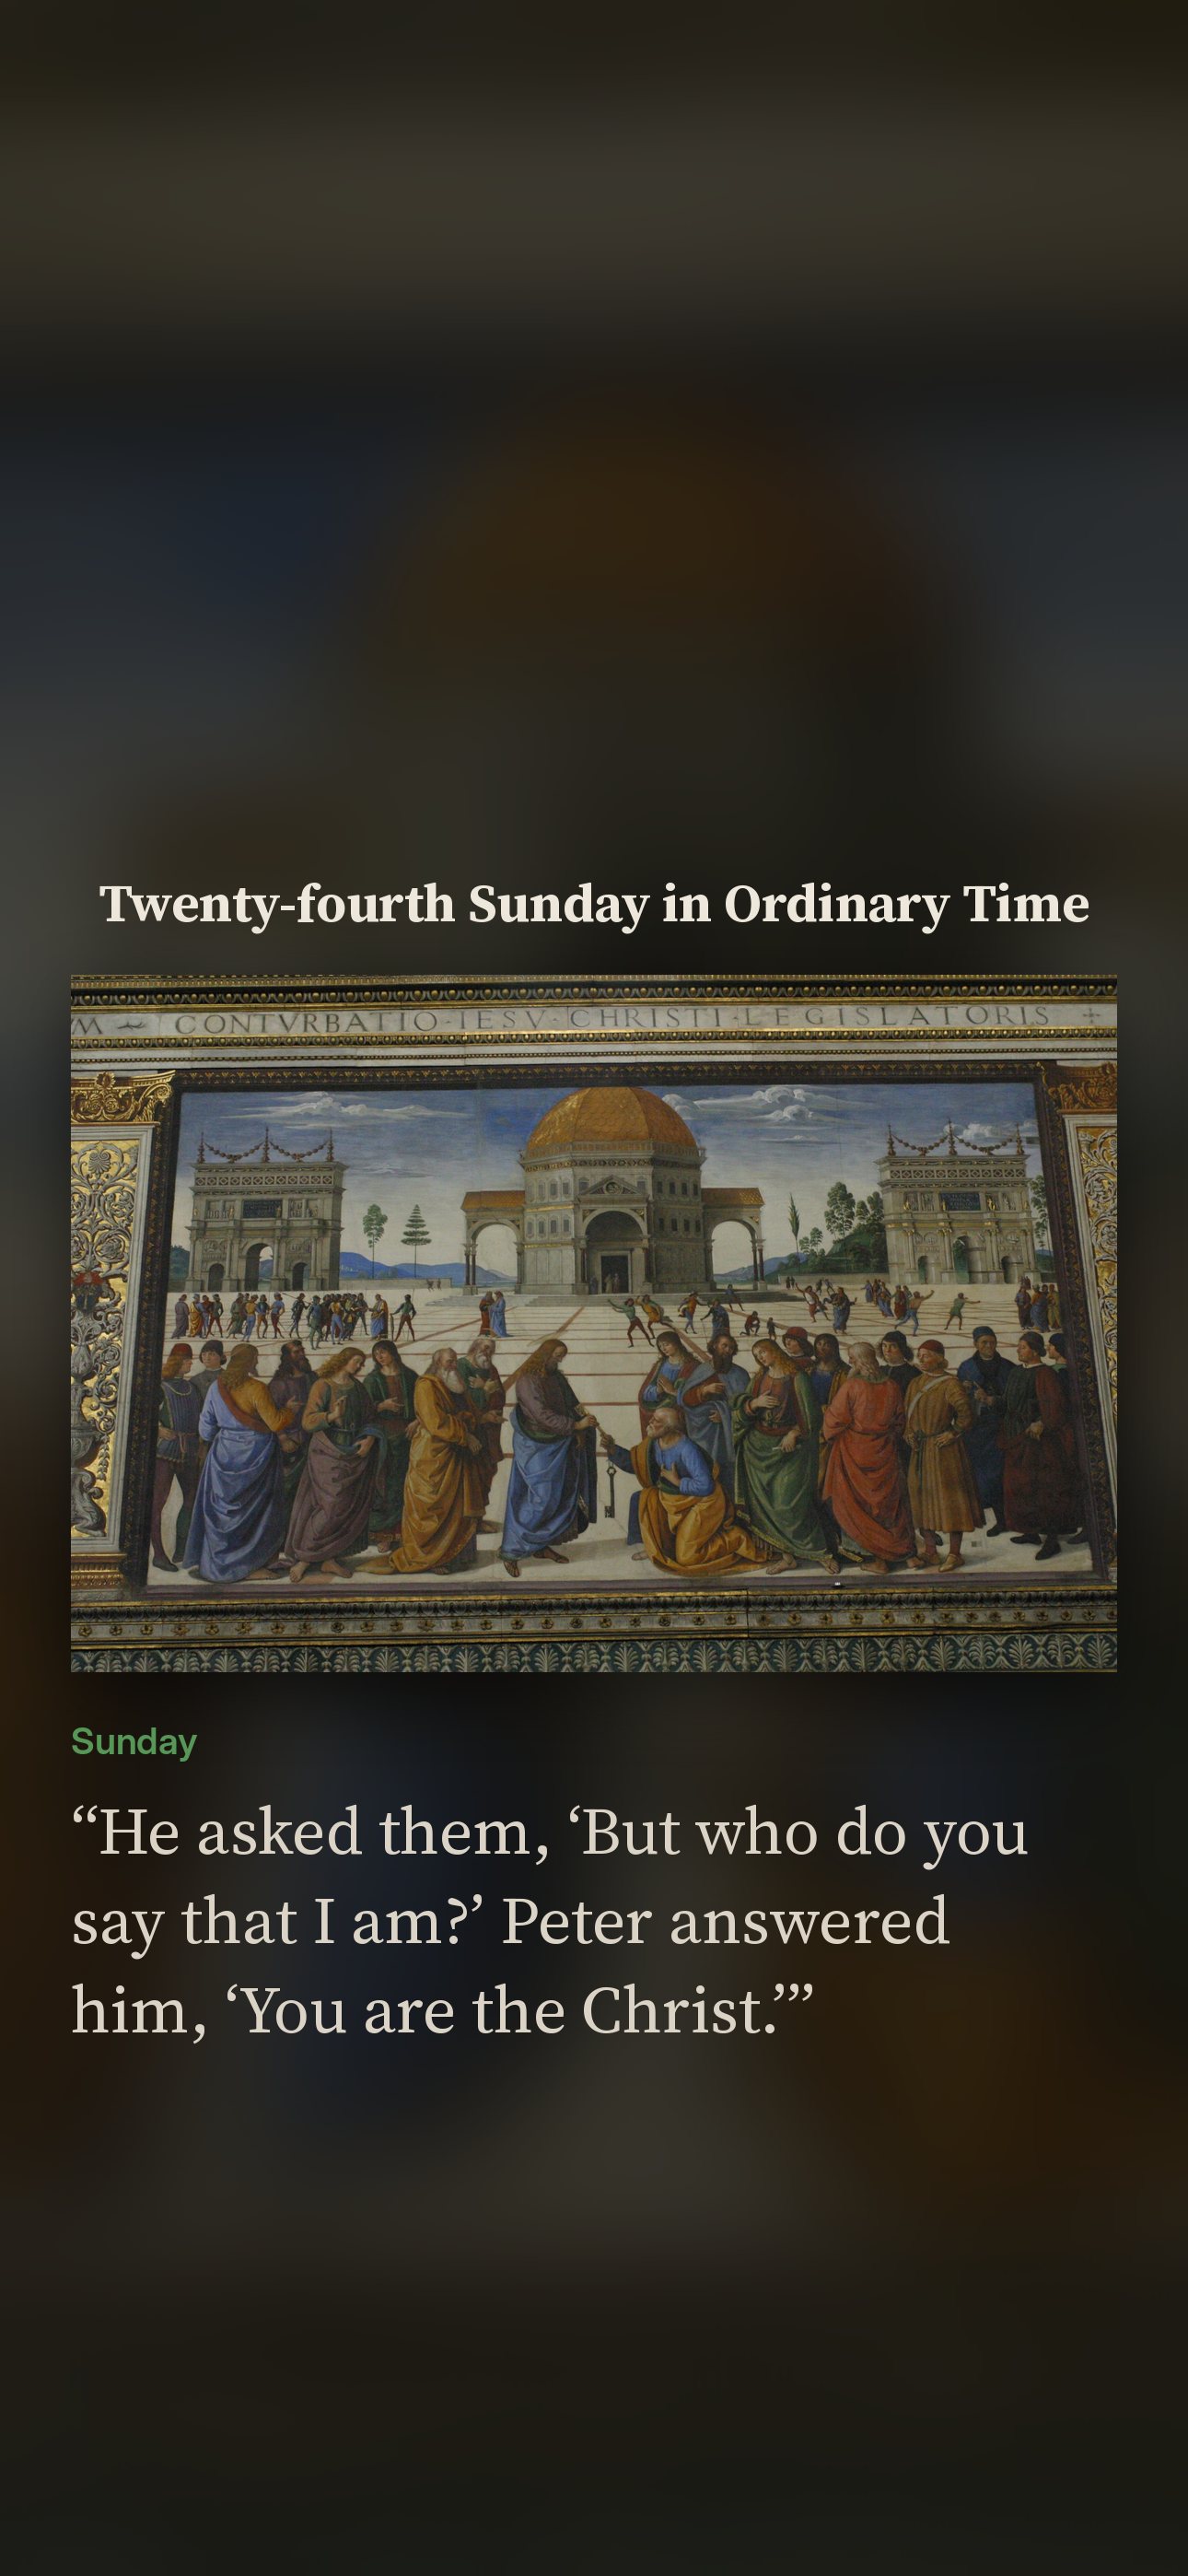 Twenty-fourth Sunday in Ordinary Time
M CONTVRBATIO·IESV·CHRISTI·LEGISLATORIS
Sunday
“He asked them, ‘But who do you
say that I am?’ Peter answered
him, ‘You are the Christ.’”